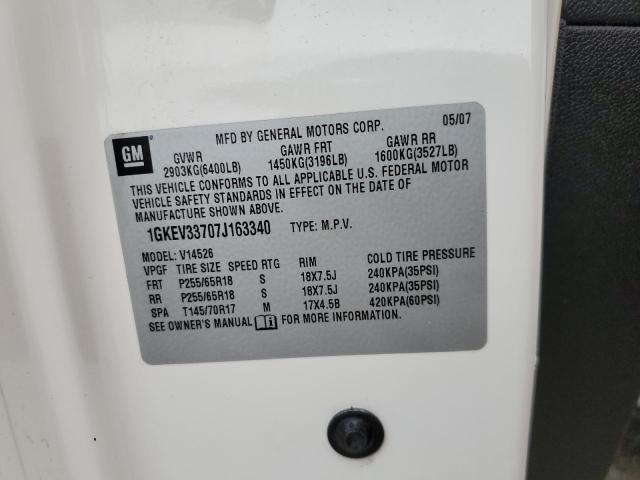 MFD BY GENERAL MOTORS CORP. 05/07
GM
GVWR GAWR FRT GAWR RR
2903KG(6400LB) 1450KG(3196LB) 1600KG(3527LB)
THIS VEHICLE CONFORMS TO ALL APPLICABLE U.S. FEDERAL MOTOR
VEHICLE SAFETY STANDARDS IN EFFECT ON THE DATE OF
MANUFACTURE SHOWN ABOVE.
1GKEV33707J163340 TYPE: M.P.V.
MODEL: V14526
VPGF TIRE SIZE SPEED RTG RIM COLD TIRE PRESSURE
FRT P255/65R18 S 18X7.5J 240KPA(35PSI)
RR P255/65R18 S 18X7.5J 240KPA(35PSI)
SPA T145/70R17 M 17X4.5B 420KPA(60PSI)
SEE OWNER'S MANUAL FOR MORE INFORMATION.